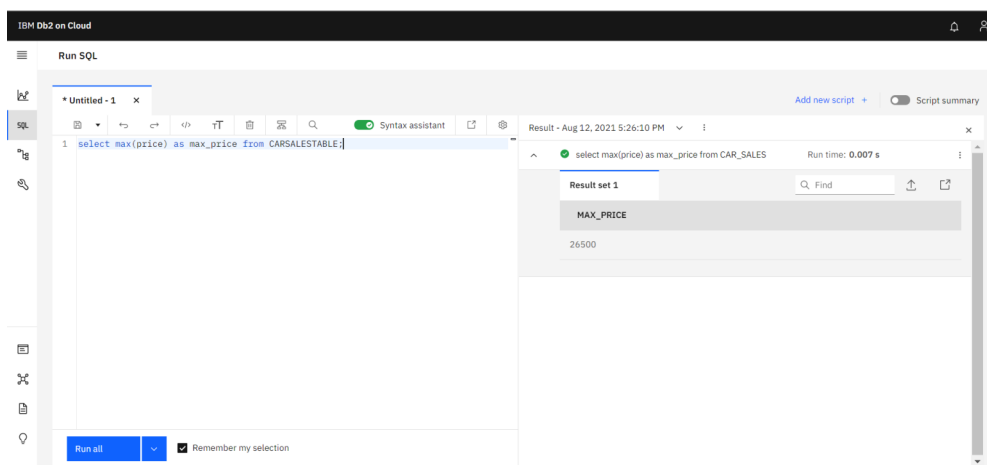 IBM Db2 on Cloud
Run SQL
* Untitled - 1 ×
Add new script +
Script summary
SQL
</>
тT
Syntax assistant
1 select max(price) as max_price from CARSALESTABLE;
Result - Aug 12, 2021 5:26:10 PM
select max(price) as max_price from CAR_SALES
Run time: 0.007 s
Result set 1
Find
MAX_PRICE
26500
Run all
Remember my selection